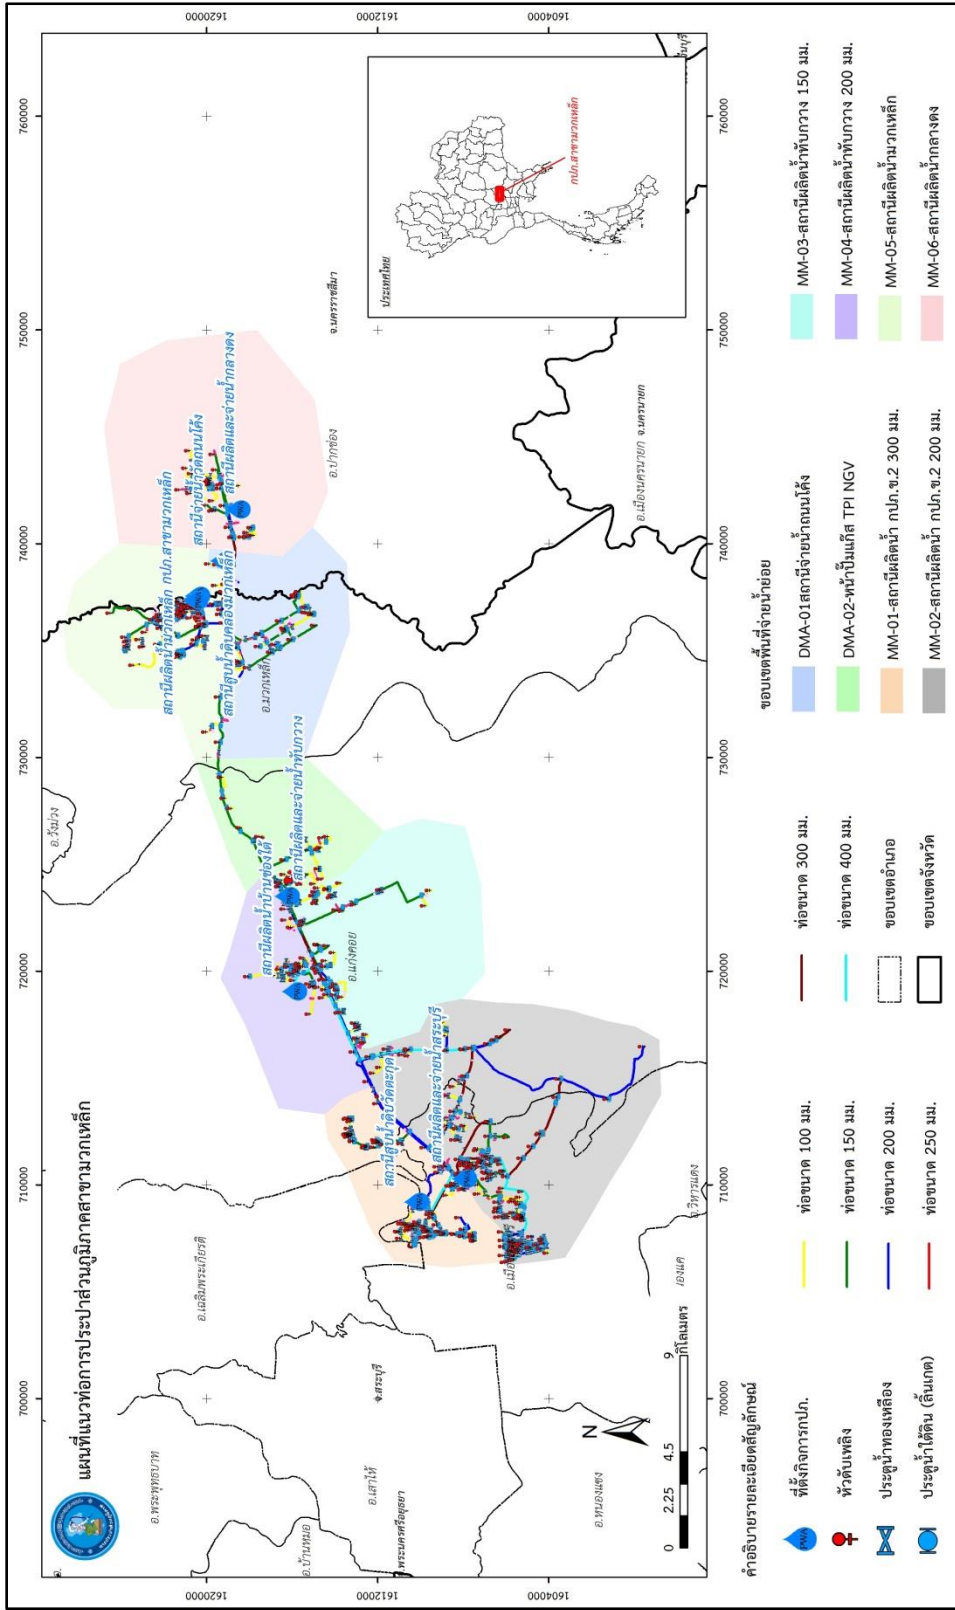 แผนที่แนวท่อการประปาส่วนภูมิภาคสาขามวกเหล็ก
700000
710000
720000
730000
740000
750000
760000
1620000
1612000
1604000
1620000
1612000
1604000
อ.พระพุทธบาท
อ.เฉลิมพระเกียรติ
อ.วังม่วง
อ.บ้านหมอ
อ.เสาไห้
จ.สระบุรี
จ.พระนครศรีอยุธยา
อ.หนองแซง
อ.วิหารแดง
อ.แก่งคอย
อ.มวกเหล็ก
อ.ปากช่อง
จ.นครราชสีมา
อ.เมืองนครนายก
จ.นครนายก
สถานีสูบน้ำดิบวัดตะกุด
สถานีผลิตและจ่ายน้ำสระบุรี
สถานีผลิตน้ำบ้านช่องใต้
สถานีผลิตและจ่ายน้ำทับกวาง
สถานีผลิตน้ำมวกเหล็ก กปภ.สาขามวกเหล็ก
สถานีสูบน้ำดิบคลองมวกเหล็ก
สถานีจ่ายน้ำวัดถนนโค้ง
สถานีผลิตและจ่ายน้ำกลางดง
ประเทศไทย
กปภ.สาขามวกเหล็ก
N
0 2.25 4.5 9
กิโลเมตร
คำอธิบายรายละเอียดสัญลักษณ์
PWA ที่ตั้งกิจการกปภ.
หัวดับเพลิง
ประตูน้ำทองเหลือง
ประตูน้ำใต้ดิน (ลิ้นเกต)
ท่อขนาด 100 มม.
ท่อขนาด 150 มม.
ท่อขนาด 200 มม.
ท่อขนาด 250 มม.
ท่อขนาด 300 มม.
ท่อขนาด 400 มม.
ขอบเขตอำเภอ
ขอบเขตจังหวัด
ขอบเขตพื้นที่จ่ายน้ำย่อย
DMA-01สถานีจ่ายน้ำถนนโค้ง
DMA-02-หน้าปั๊มแก๊ส TPI NGV
MM-01-สถานีผลิตน้ำ กปภ.ข.2 300 มม.
MM-02-สถานีผลิตน้ำ กปภ.ข.2 200 มม.
MM-03-สถานีผลิตน้ำทับกวาง 150 มม.
MM-04-สถานีผลิตน้ำทับกวาง 200 มม.
MM-05-สถานีผลิตน้ำมวกเหล็ก
MM-06-สถานีผลิตน้ำกลางดง